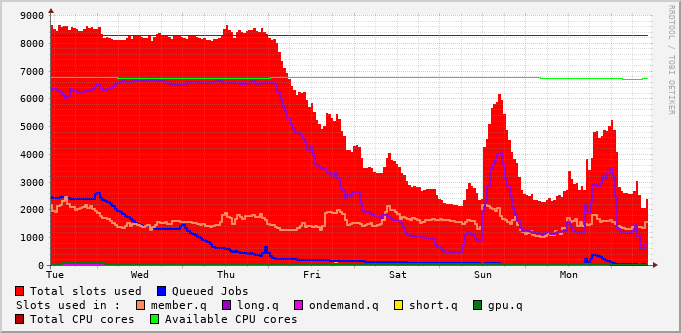 9000
8000
7000
6000
5000
4000
3000
2000
1000
0
Tue Wed Thu Fri Sat Sun Mon
RRDTOOL / TOBI OETIKER
Total slots used Queued Jobs
Slots used in : member.q long.q ondemand.q short.q gpu.q
Total CPU cores Available CPU cores